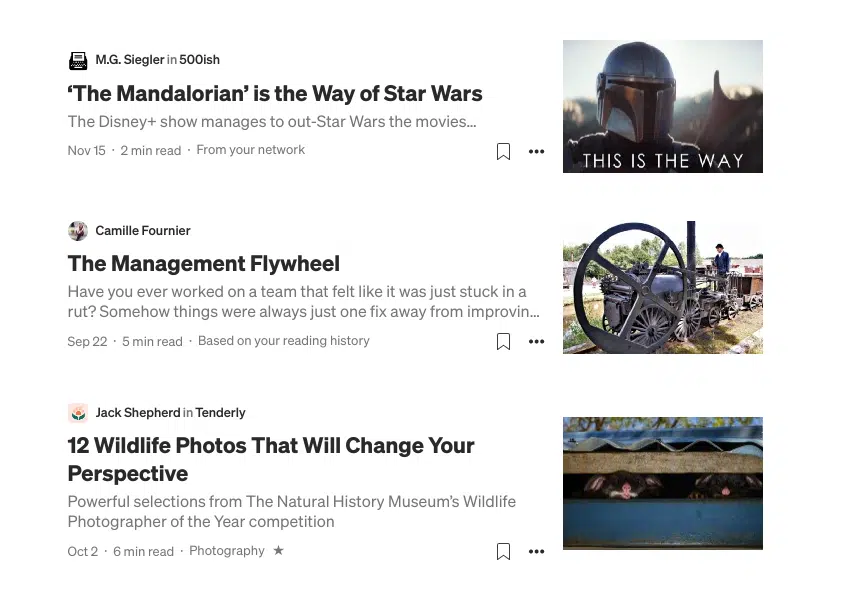 M.G. Siegler in 500ish
‘The Mandalorian’ is the Way of Star Wars
The Disney+ show manages to out-Star Wars the movies...
Nov 15 · 2 min read · From your network
THIS IS THE WAY
Camille Fournier
The Management Flywheel
Have you ever worked on a team that felt like it was just stuck in a
rut? Somehow things were always just one fix away from improvin...
Sep 22 · 5 min read · Based on your reading history
Jack Shepherd in Tenderly
12 Wildlife Photos That Will Change Your
Perspective
Powerful selections from The Natural History Museum’s Wildlife
Photographer of the Year competition
Oct 2 · 6 min read · Photography ★